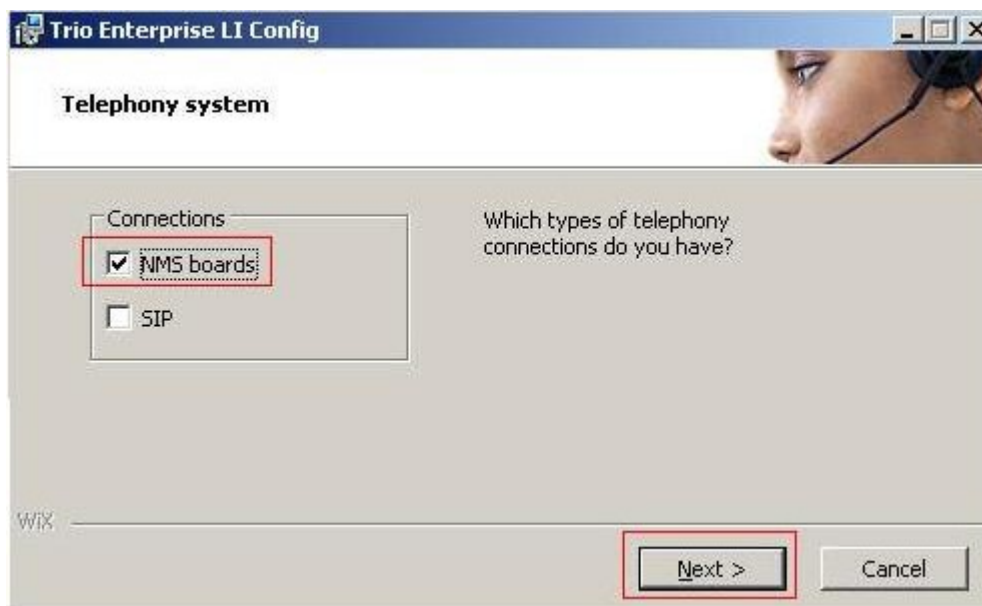 Trio Enterprise LI Config
Telephony system
Connections
NMS boards
SIP
Which types of telephony
connections do you have?
WiX
Next >
Cancel